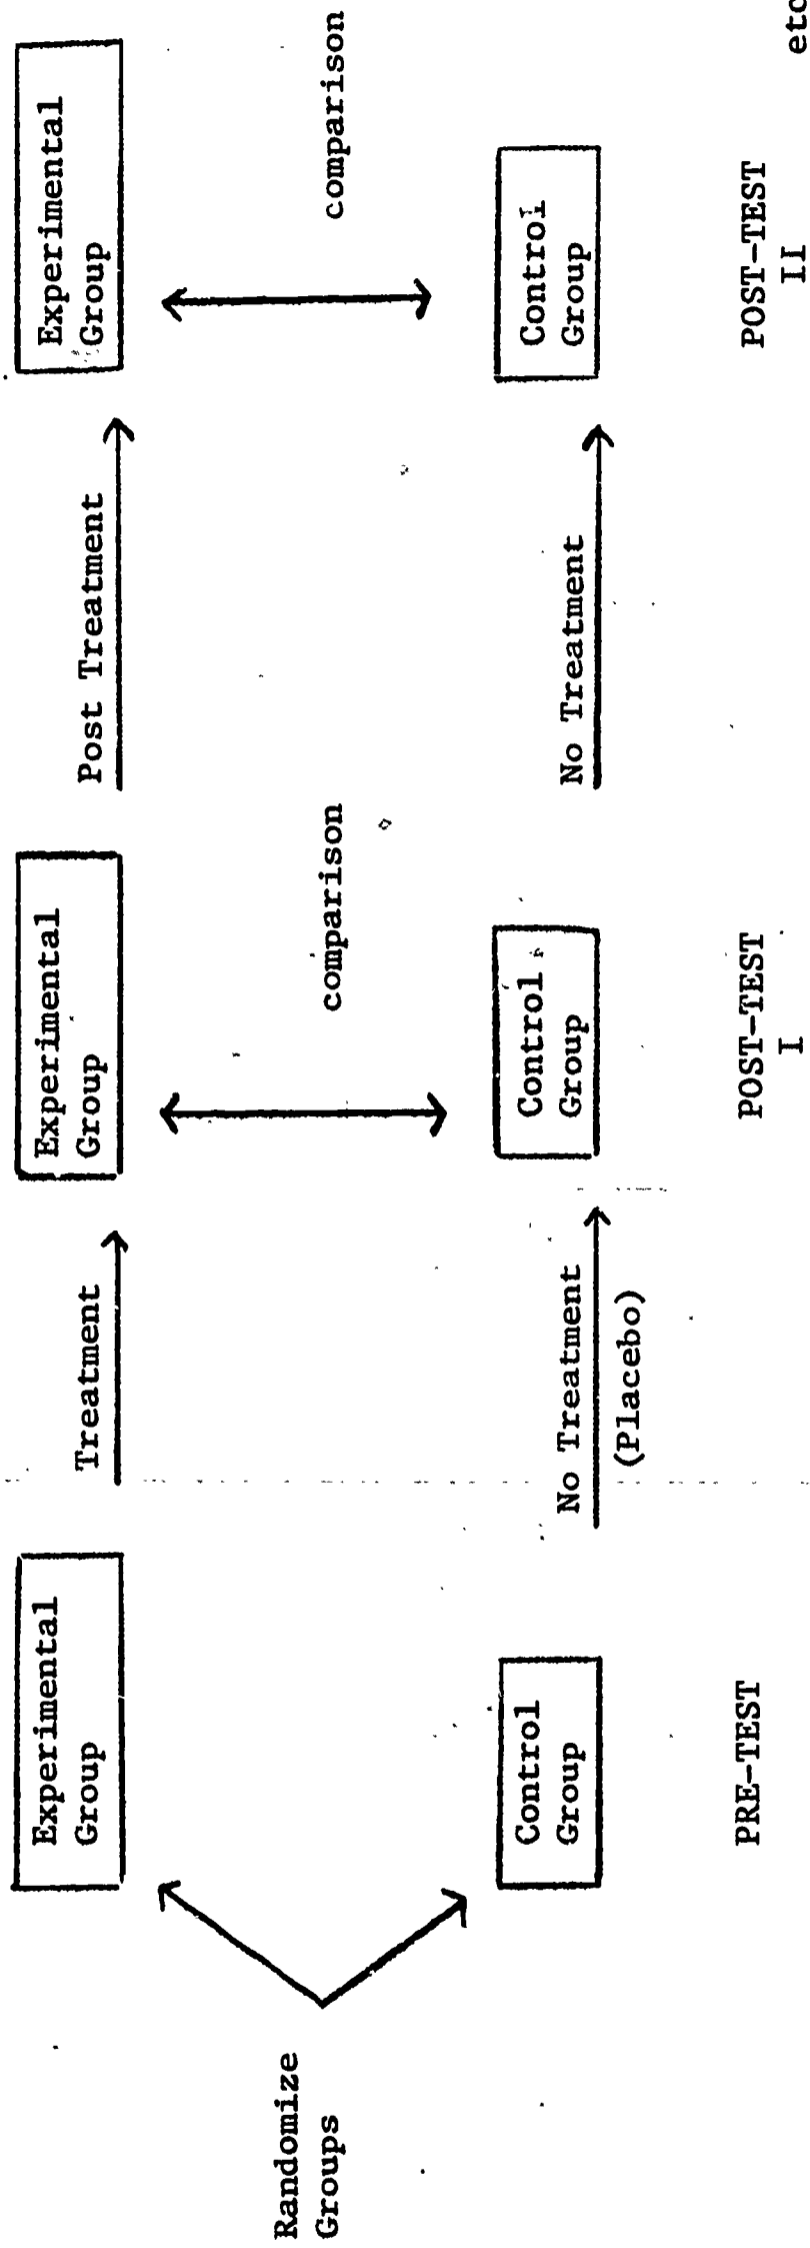 Randomize
Groups
Experimental
Group
Control
Group
PRE-TEST
Treatment
No Treatment
(Placebo)
Experimental
Group
comparison
Control
Group
POST-TEST
I
Post Treatment
No Treatment
Experimental
Group
comparison
Control
Group
POST-TEST
II
etc